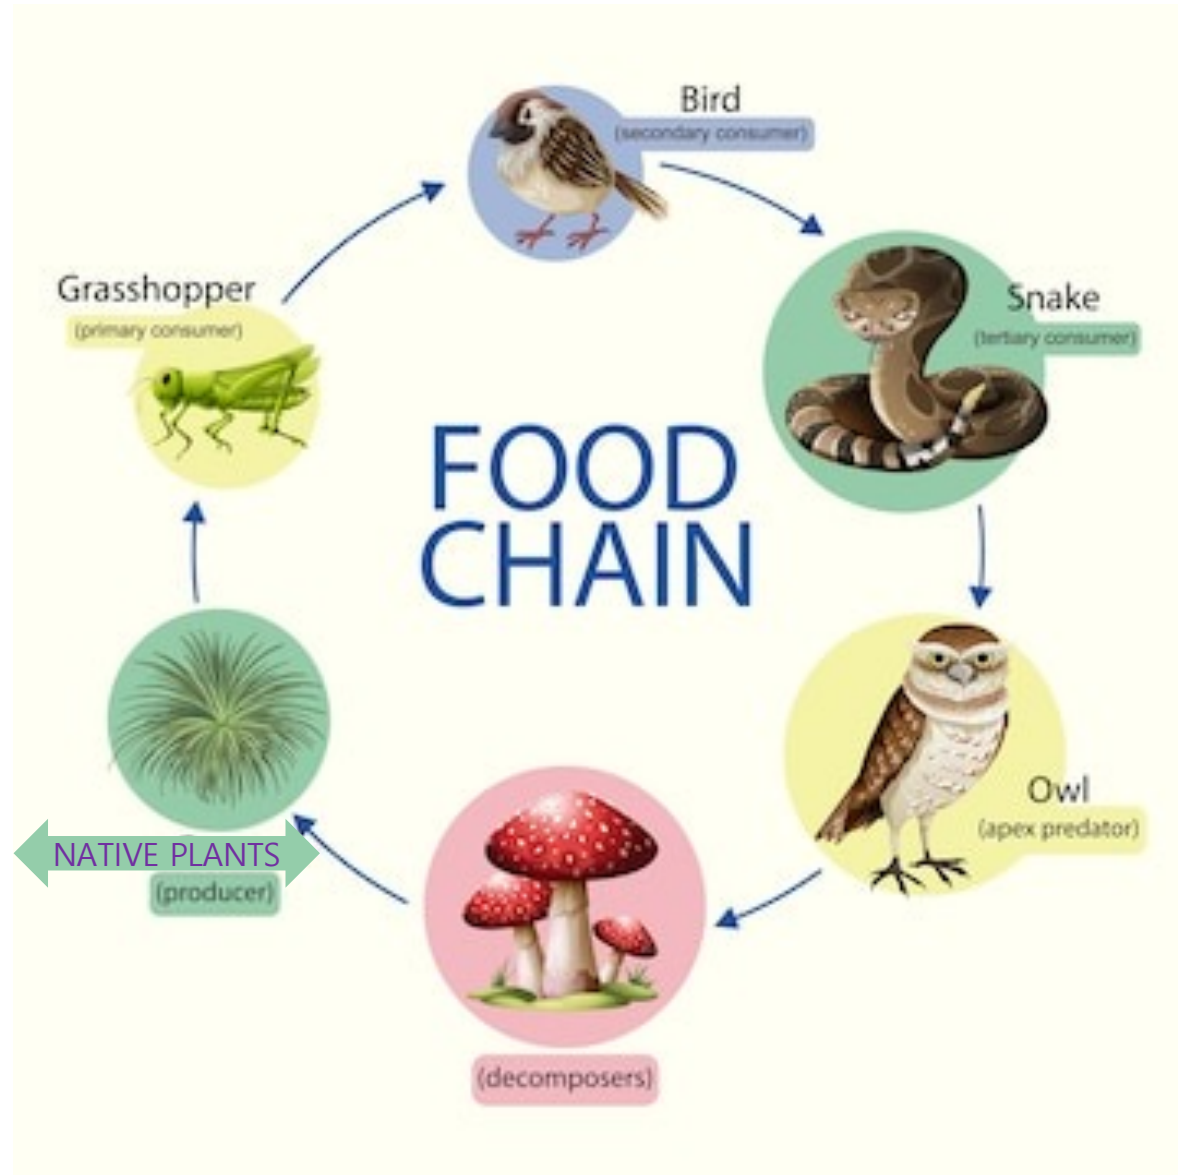 Bird
(secondary consumer)
Grasshopper
(primary consumer)
Snake
(tertiary consumer)
FOOD
CHAIN
Owl
(apex predator)
NATIVE PLANTS
(producer)
(decomposers)